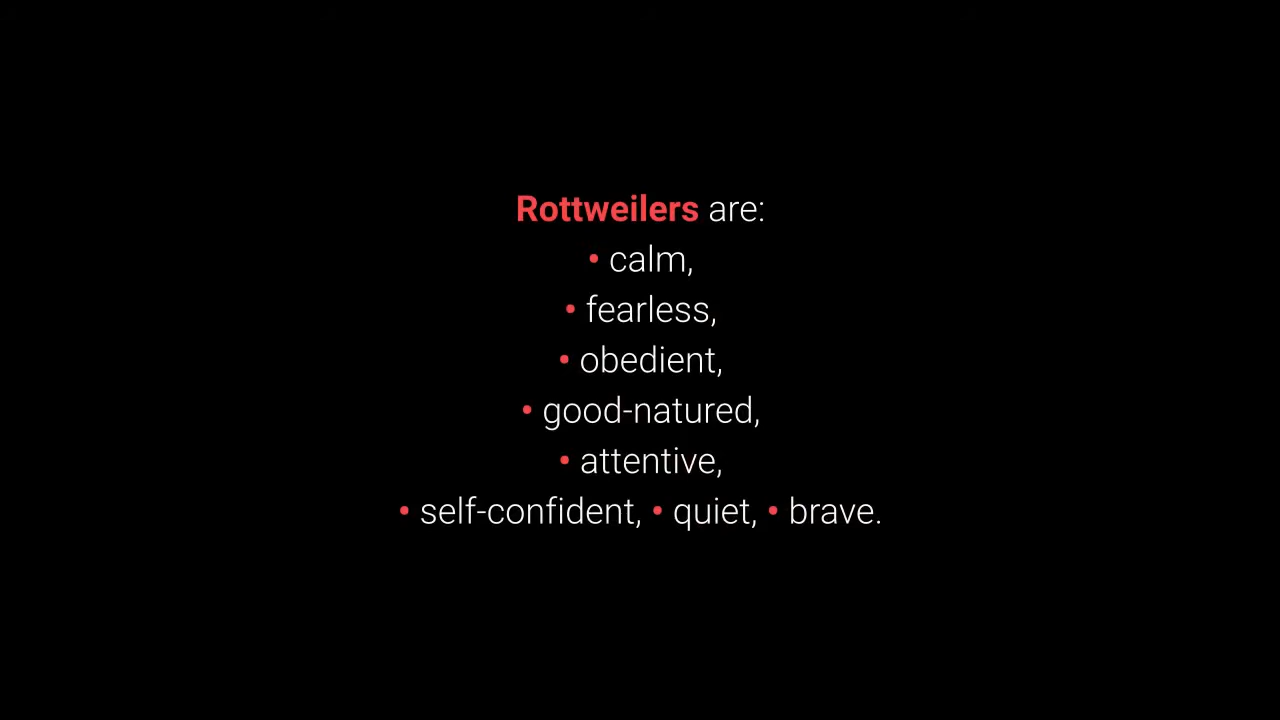 Rottweilers are:
• calm,
• fearless,
• obedient,
• good-natured,
• attentive,
• self-confident, • quiet, • brave.